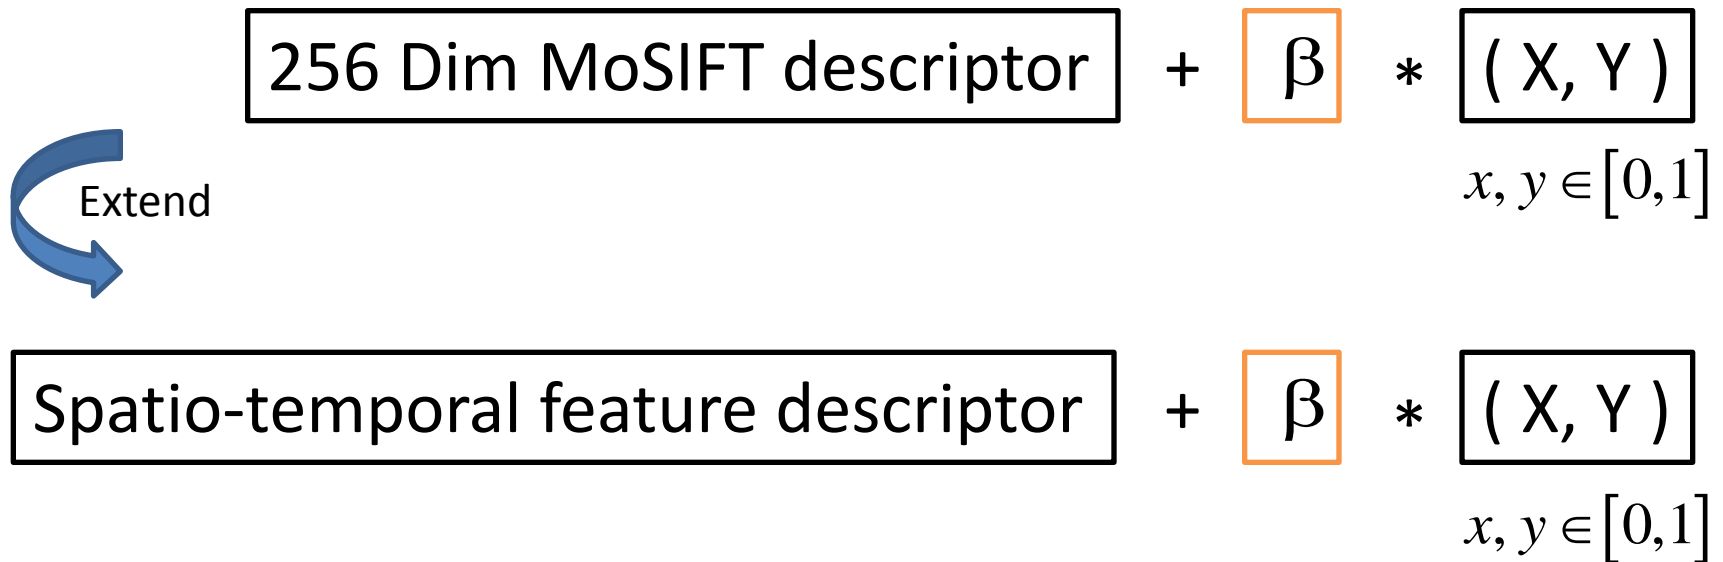 256 Dim MoSIFT descriptor + β * ( X, Y )
x, y ∈ [0,1]
Extend
Spatio-temporal feature descriptor + β * ( X, Y )
x, y ∈ [0,1]